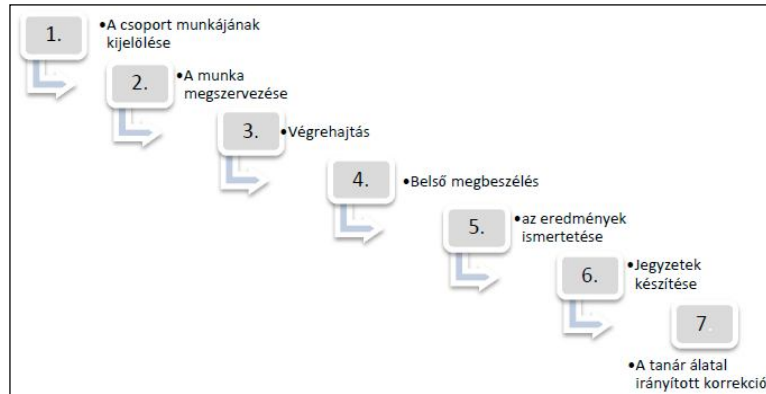 1.
•A csoport munkájának
kijelölése
2.
•A munka
megszervezése
3.
•Végrehajtás
4.
•Belső megbeszélés
5.
•az eredmények
ismertetése
6.
•Jegyzetek
készítése
7.
•A tanár álatal
irányított korrekció